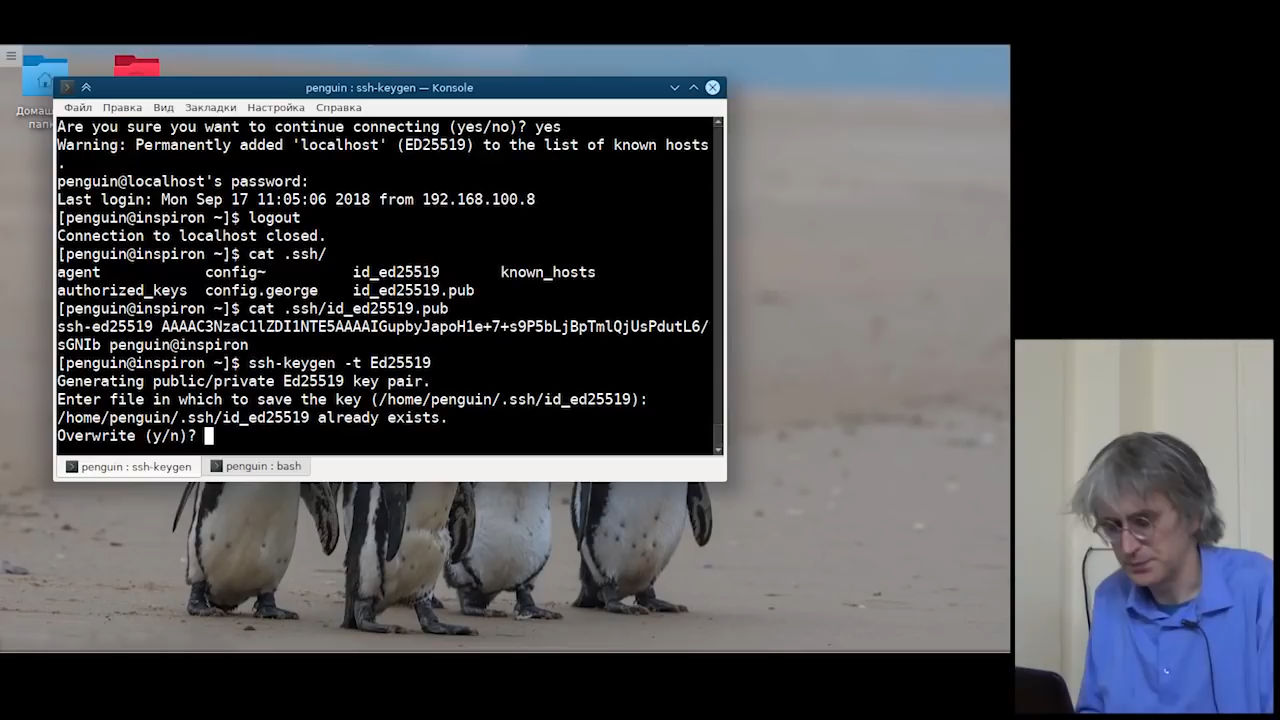 Домаш
папк
penguin : ssh-keygen — Konsole
Файл Правка Вид Закладки Настройка Справка
Are you sure you want to continue connecting (yes/no)? yes
Warning: Permanently added 'localhost' (ED25519) to the list of known hosts
.
penguin@localhost's password:
Last login: Mon Sep 17 11:05:06 2018 from 192.168.100.8
[penguin@inspiron ~]$ logout
Connection to localhost closed.
[penguin@inspiron ~]$ cat .ssh/
agent config~ id_ed25519 known_hosts
authorized_keys config.george id_ed25519.pub
[penguin@inspiron ~]$ cat .ssh/id_ed25519.pub
ssh-ed25519 AAAAC3NzaC1lZDI1NTE5AAAAIGupbyJapoH1e+7+s9P5bLjBpTmlQjUsPdutL6/
sGNIb penguin@inspiron
[penguin@inspiron ~]$ ssh-keygen -t Ed25519
Generating public/private Ed25519 key pair.
Enter file in which to save the key (/home/penguin/.ssh/id_ed25519):
/home/penguin/.ssh/id_ed25519 already exists.
Overwrite (y/n)?
penguin : ssh-keygen penguin : bash